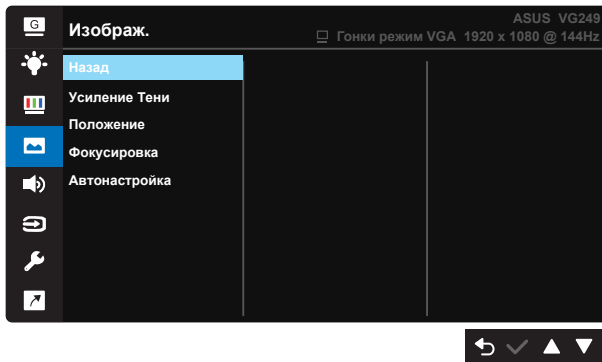 G
ASUS VG249
Изображ.
Гонки режим VGA 1920 x 1080 @ 144Hz
Назад
Усиление Тени
Положение
Фокусировка
Автонастройка